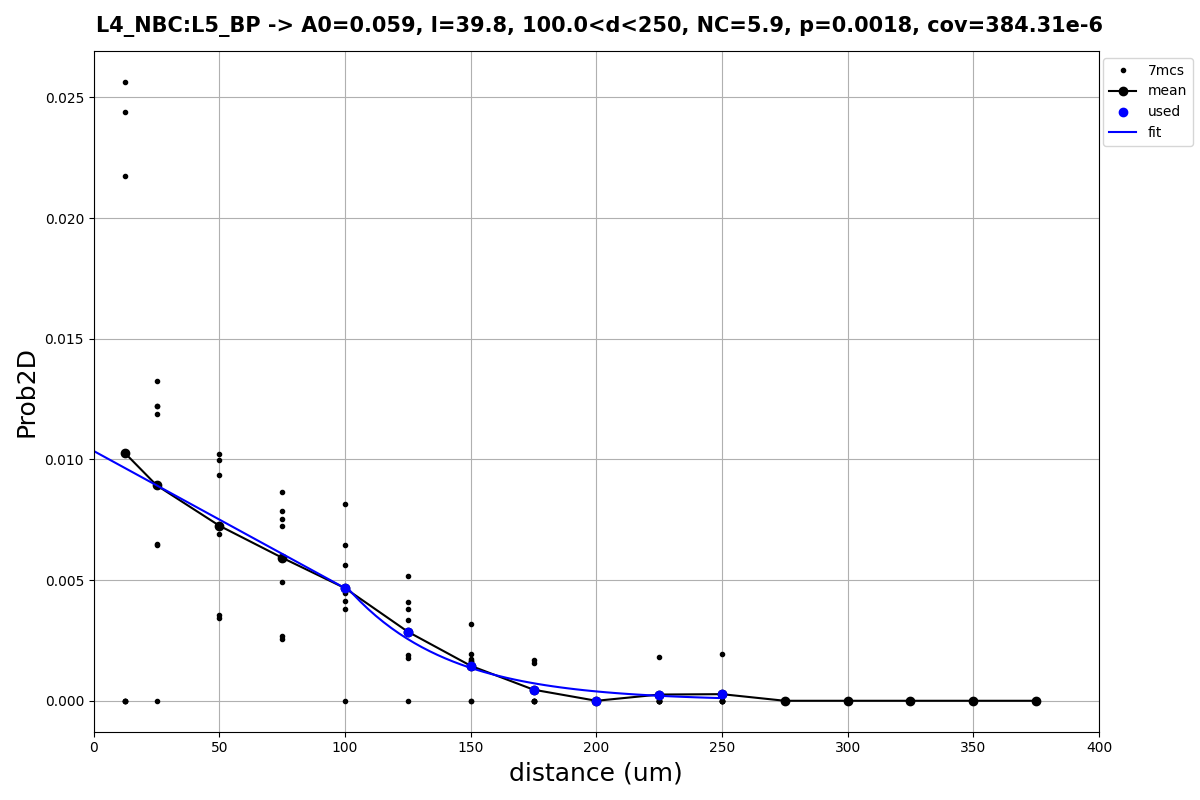 L4_NBC:L5_BP -> A0=0.059, l=39.8, 100.0<d<250, NC=5.9, p=0.0018, cov=384.31e-6
7mcs
mean
used
fit
0.025
0.020
0.015
0.010
0.005
0.000
Prob2D
0 50 100 150 200 250 300 350 400
distance (um)